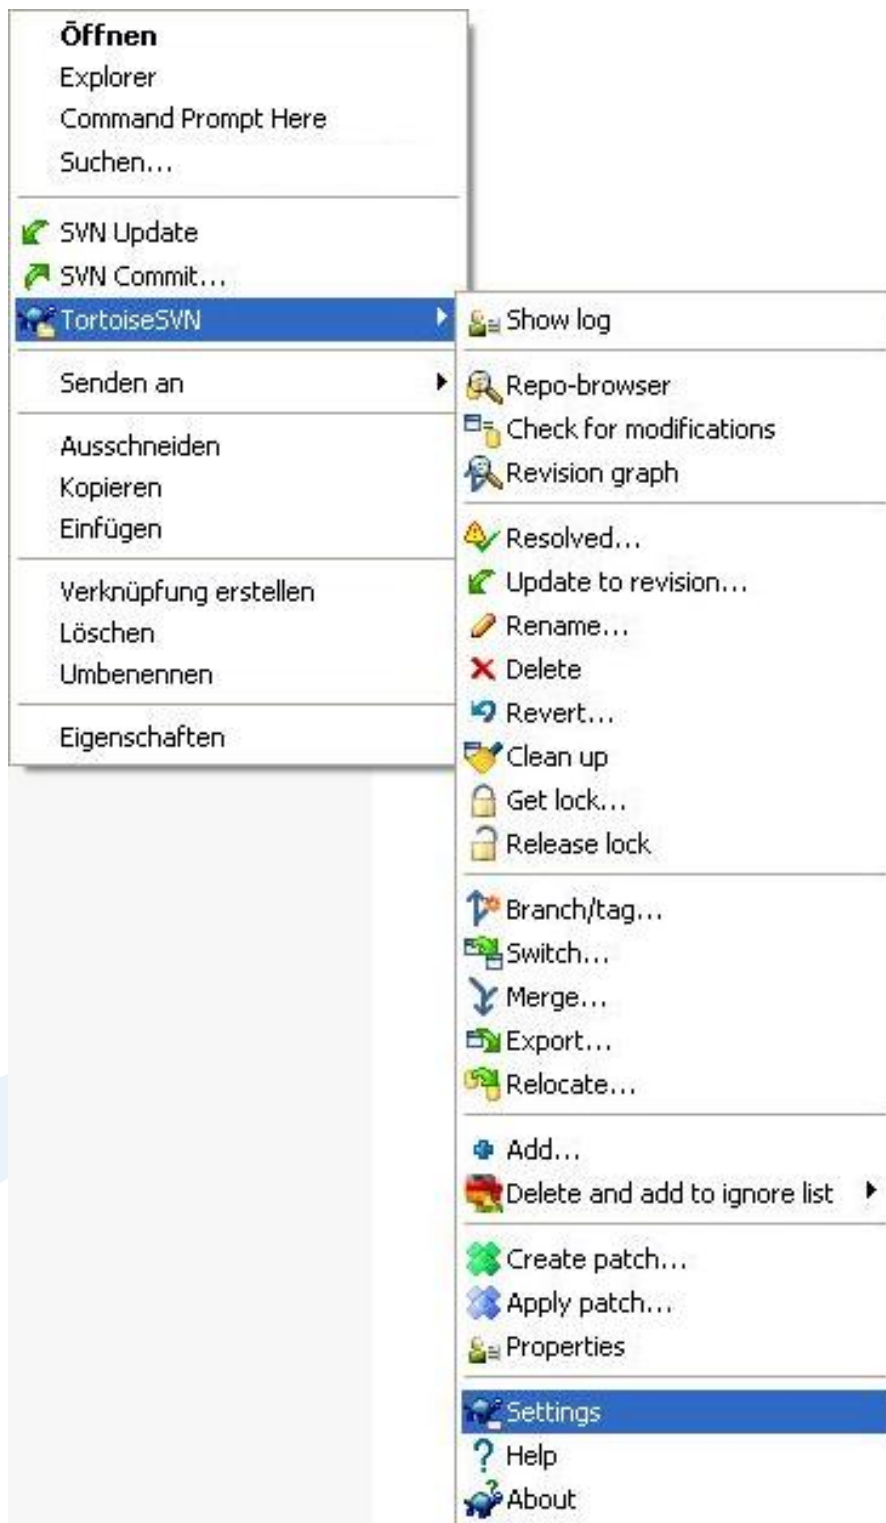 Öffnen
Explorer
Command Prompt Here
Suchen...
SVN Update
SVN Commit...
TortoiseSVN
Senden an
Ausschneiden
Kopieren
Einfügen
Verknüpfung erstellen
Löschen
Umbenennen
Eigenschaften
Show log
Repo-browser
Check for modifications
Revision graph
Resolved...
Update to revision...
Rename...
Delete
Revert...
Clean up
Get lock...
Release lock
Branch/tag...
Switch...
Merge...
Export...
Relocate...
Add...
Delete and add to ignore list
Create patch...
Apply patch...
Properties
Settings
Help
About